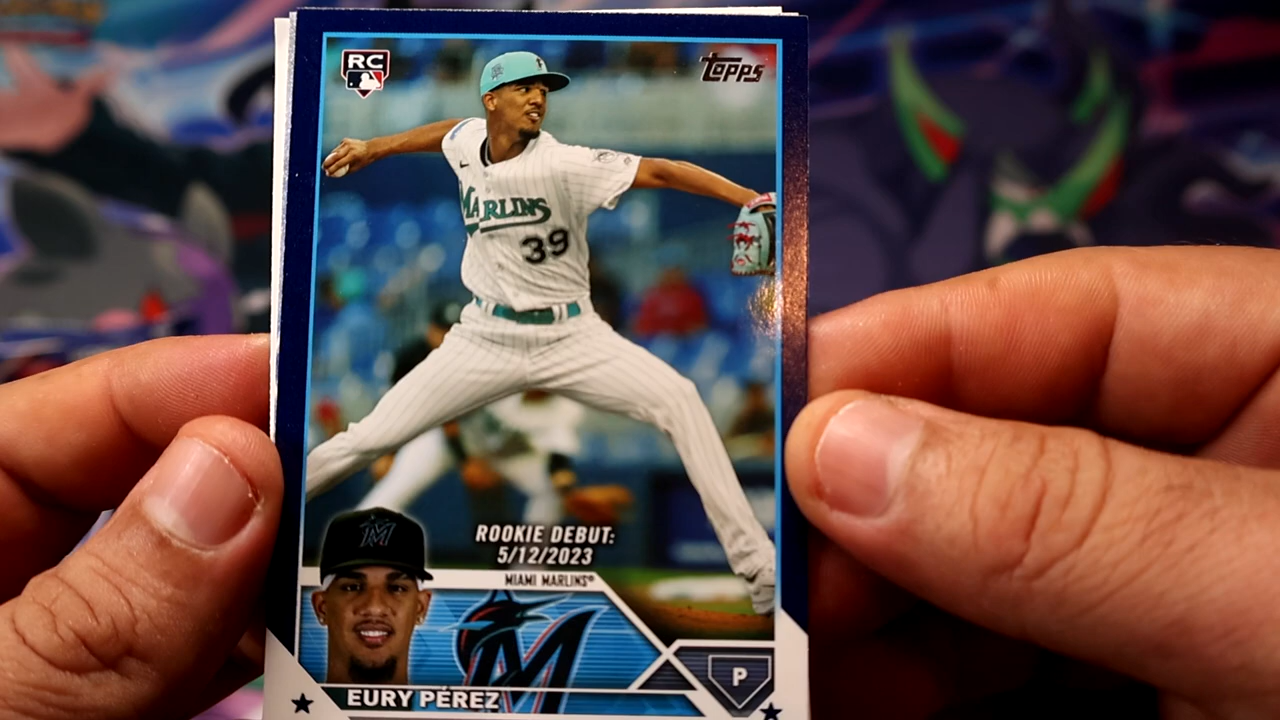 RC
Topps
MARLINS
39
ROOKIE DEBUT:
5/12/2023
MIAMI MARLINS®
M
P
EURY PÉREZ